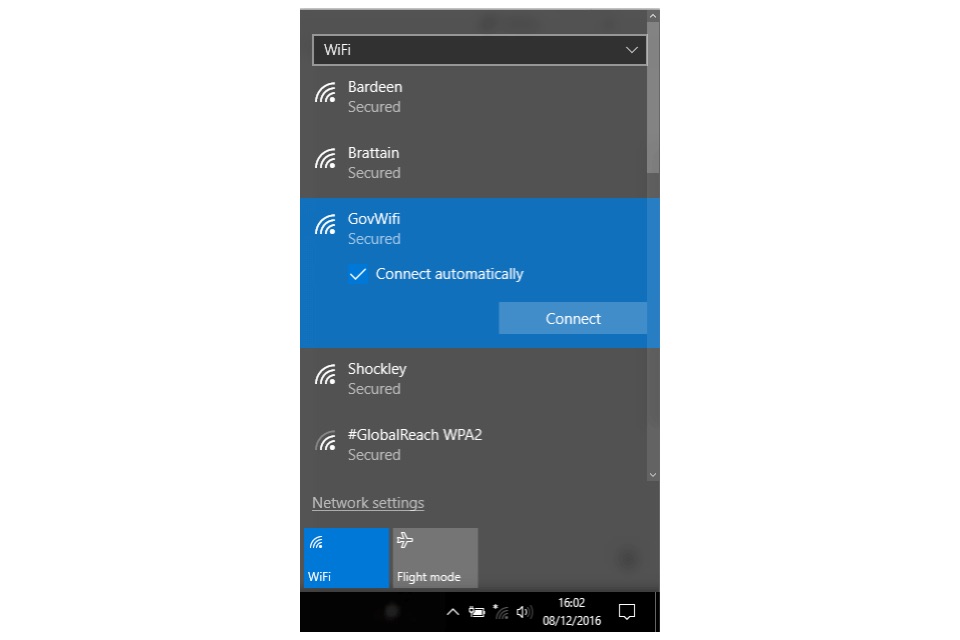 WiFi
Bardeen
Secured
Brattain
Secured
GovWifi
Secured
Connect automatically
Connect
Shockley
Secured
#GlobalReach WPA2
Secured
Network settings
WiFi
Flight mode
16:02
08/12/2016